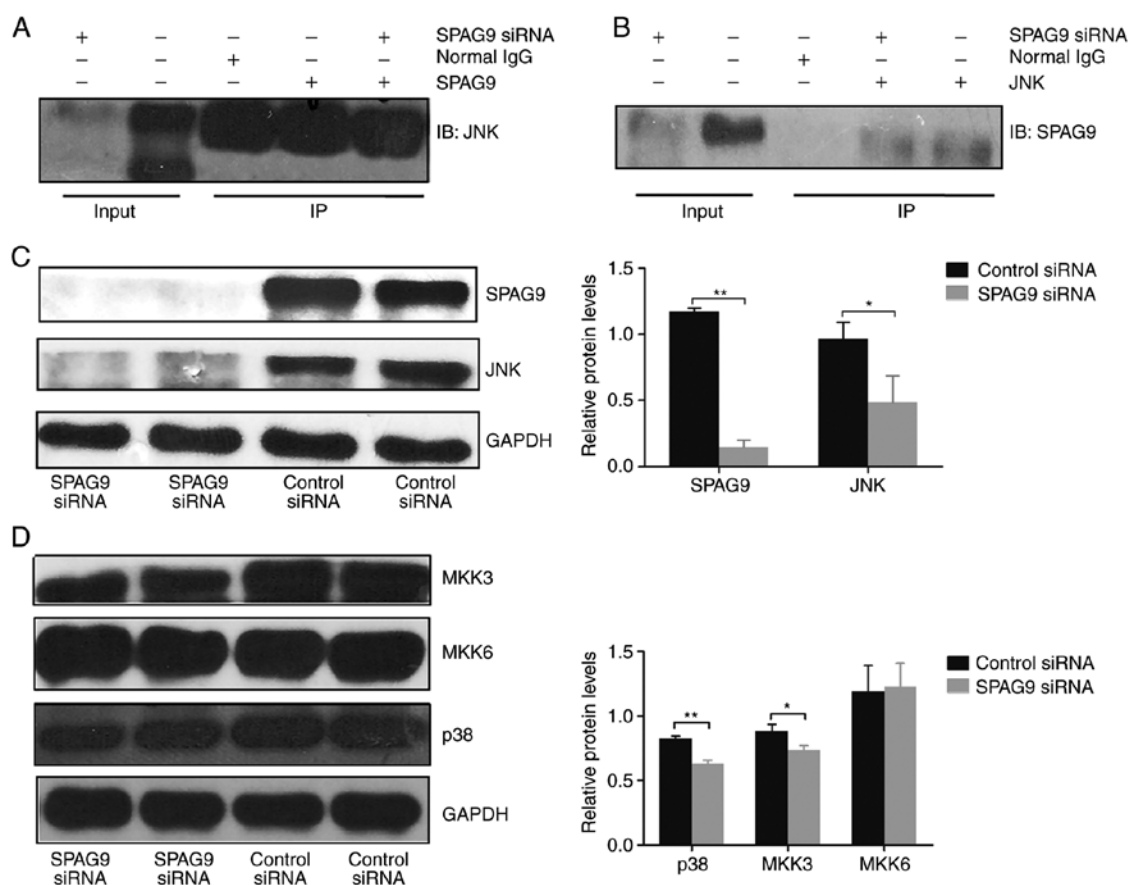 A
+ – – – + SPAG9 siRNA
– – + – – Normal IgG
– – – + + SPAG9
IB: JNK
Input IP
B
+ – – + – SPAG9 siRNA
– – + – – Normal IgG
– – – + + JNK
IB: SPAG9
Input IP
C
SPAG9
JNK
GAPDH
SPAG9 siRNA SPAG9 siRNA Control siRNA Control siRNA
Relative protein levels
1.5
1.0
0.5
0.0
** *
SPAG9 JNK
Control siRNA
SPAG9 siRNA
D
MKK3
MKK6
p38
GAPDH
SPAG9 siRNA SPAG9 siRNA Control siRNA Control siRNA
Relative protein levels
1.5
1.0
0.5
0.0
** *
p38 MKK3 MKK6
Control siRNA
SPAG9 siRNA